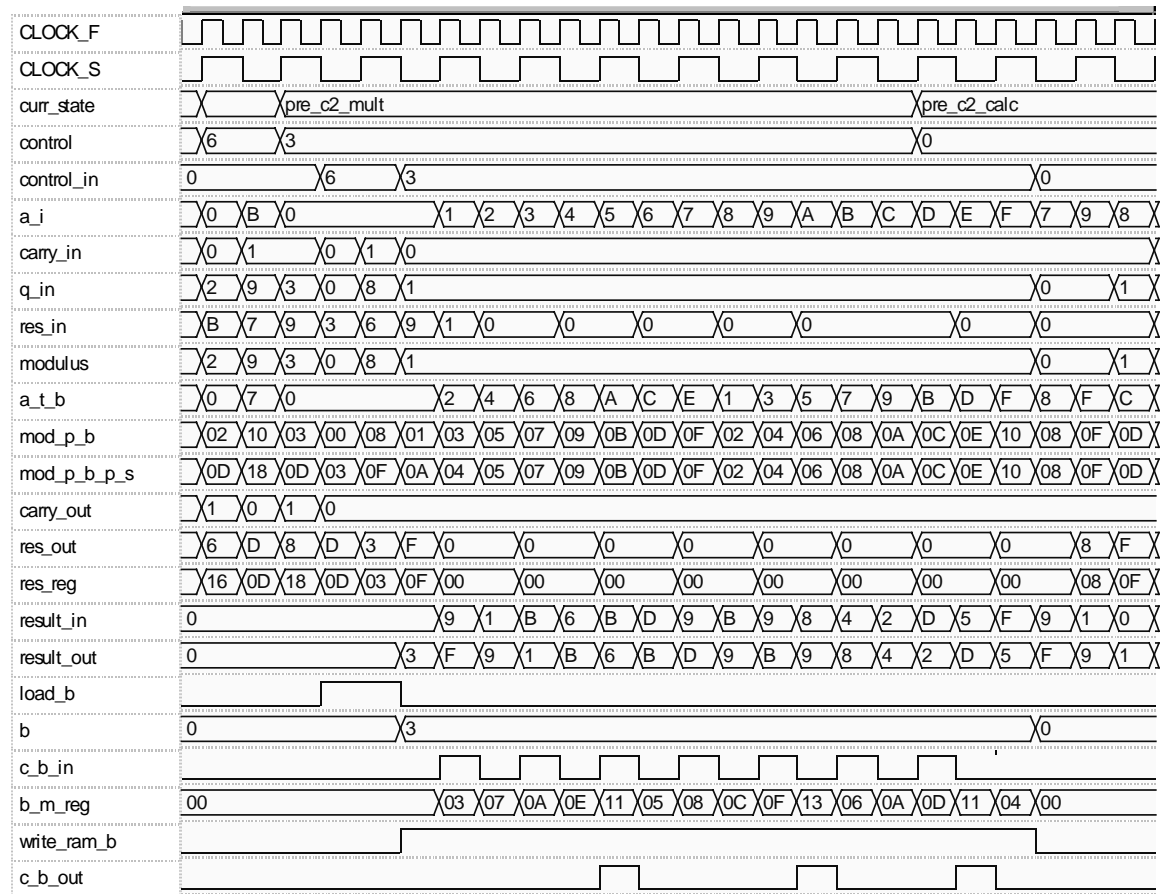 CLOCK_F
CLOCK_S
curr_state pre_c2_mult pre_c2_calc
control 6 3 0
control_in 0 6 3 0
a_i 0 B 0 1 2 3 4 5 6 7 8 9 A B C D E F 7 9 8
carry_in 0 1 0 1 0
q_in 2 9 3 0 8 1 0 1
res_in B 7 9 3 6 9 1 0 0 0 0 0 0 0
modulus 2 9 3 0 8 1 0 1
a_t_b 0 7 0 2 4 6 8 A C E 1 3 5 7 9 B D F 8 F C
mod_p_b 02 10 03 00 08 01 03 05 07 09 0B 0D 0F 02 04 06 08 0A 0C 0E 10 08 0F 0D
mod_p_b_p_s 0D 18 0D 03 0F 0A 04 05 07 09 0B 0D 0F 02 04 06 08 0A 0C 0E 10 08 0F 0D
carry_out 1 0 1 0
res_out 6 D 8 D 3 F 0 0 0 0 0 0 0 0 8 F
res_reg 16 0D 18 0D 03 0F 00 00 00 00 00 00 00 00 08 0F
result_in 0 9 1 B 6 B D 9 B 9 8 4 2 D 5 F 9 1 0
result_out 0 3 F 9 1 B 6 B D 9 B 9 8 4 2 D 5 F 9 1
load_b
b 0 3 0
c_b_in
b_m_reg 00 03 07 0A 0E 11 05 08 0C 0F 13 06 0A 0D 11 04 00
write_ram_b
c_b_out